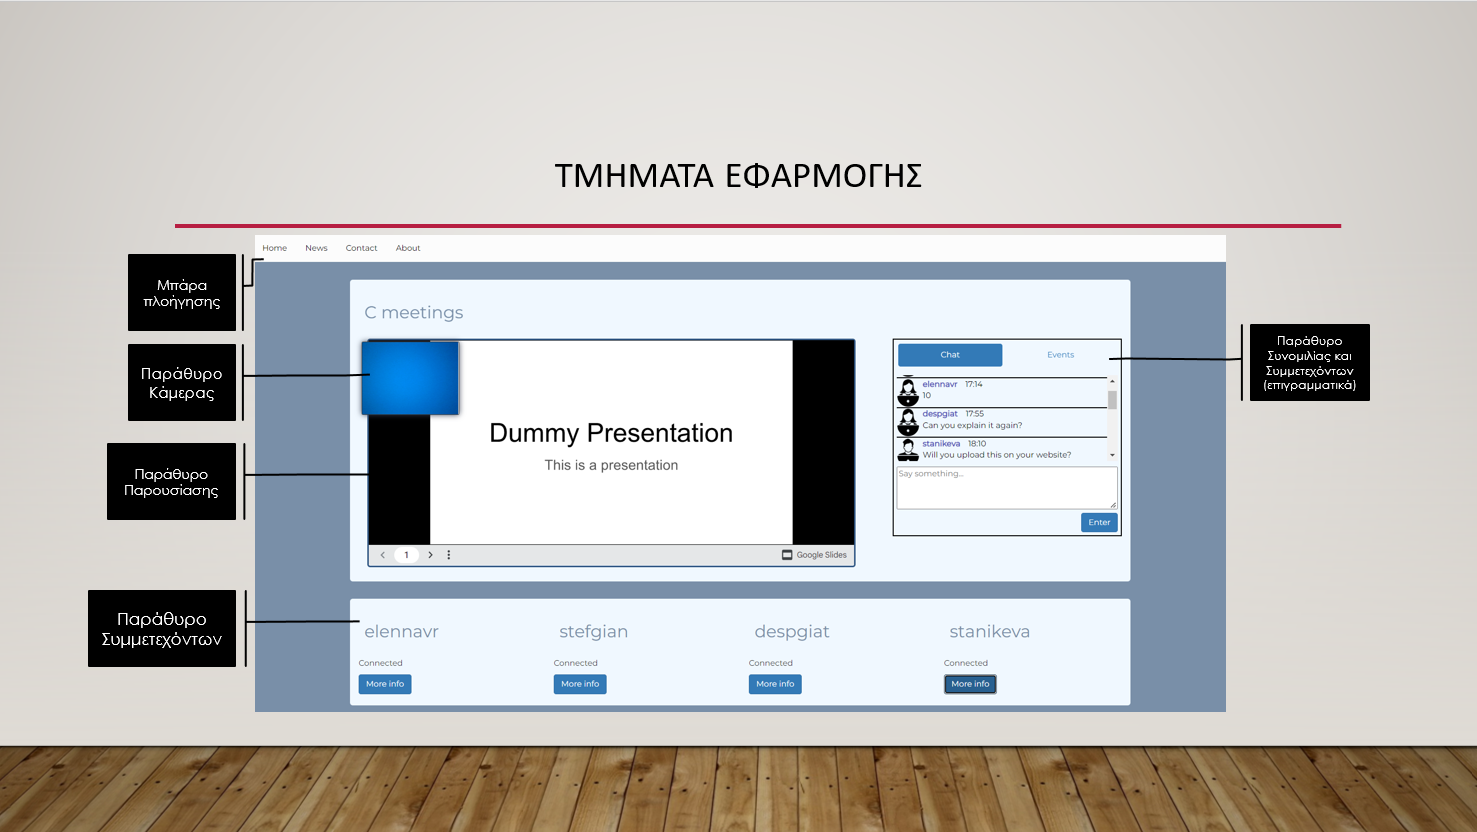 ΤΜΗΜΑΤΑ ΕΦΑΡΜΟΓΗΣ
Home News Contact About
Μπάρα
πλοήγησης
C meetings
Παράθυρο
Κάμερας
Παράθυρο
Παρουσίασης
Dummy Presentation
This is a presentation
1
Google Slides
Chat Events
elennavr 17:14
10
despgiat 17:55
Can you explain it again?
stanikeva 18:10
Will you upload this on your website?
Say something...
Enter
Παράθυρο
Συνομιλίας και
Συμμετεχόντων
(επιγραμματικά)
Παράθυρο
Συμμετεχόντων
elennavr stefgian despgiat stanikeva
Connected Connected Connected Connected
More info More info More info More info